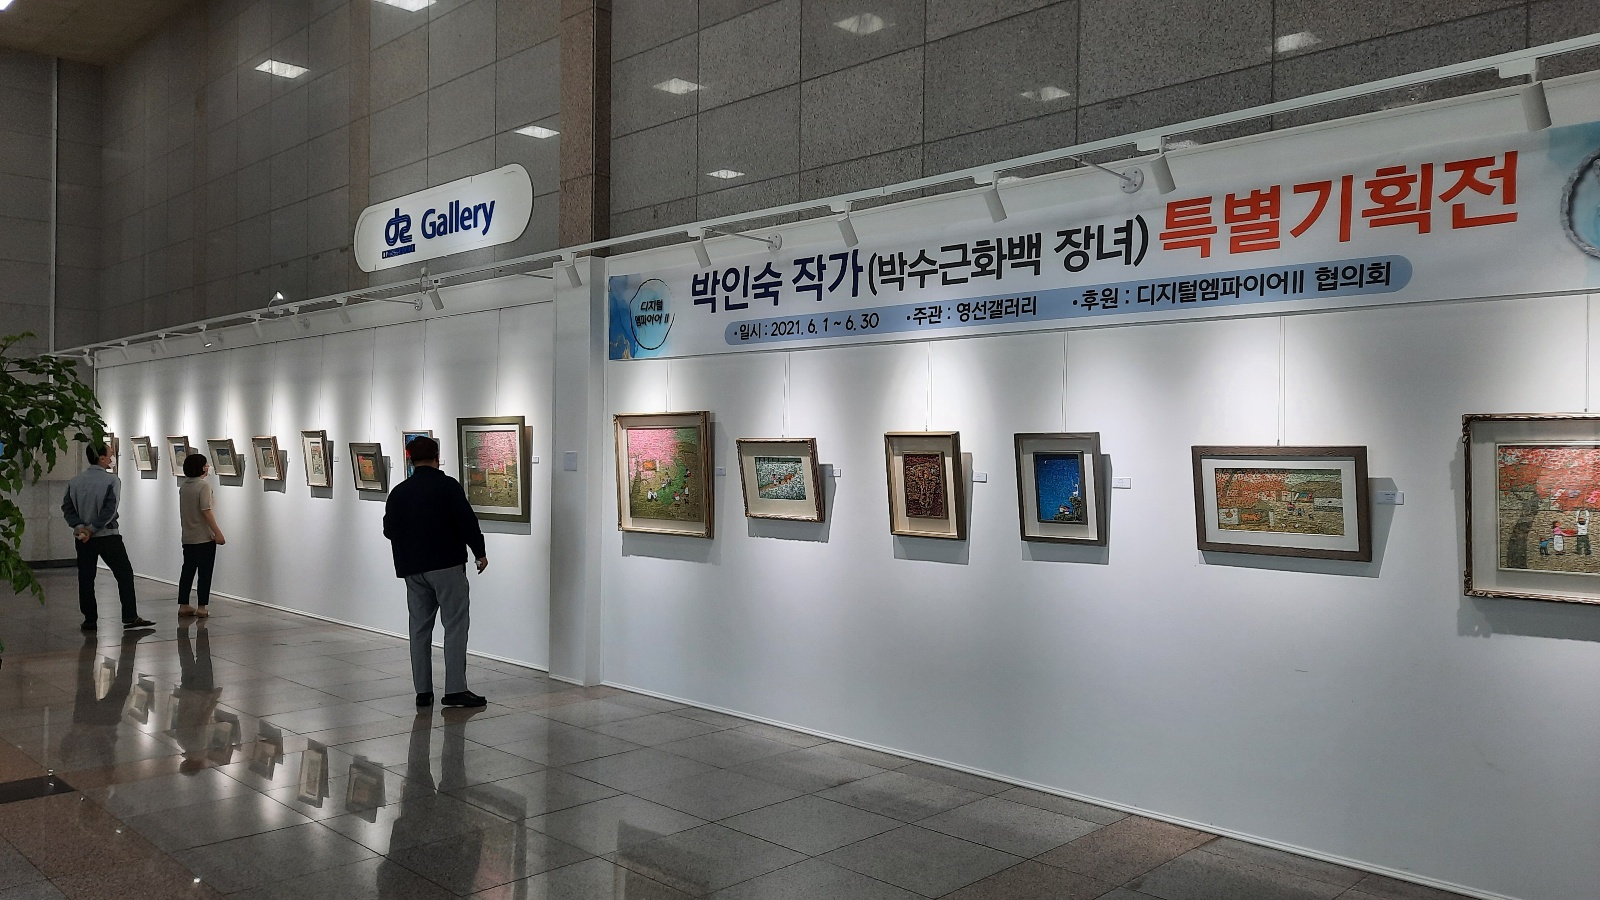 Gallery
디지털
엠파이어 II
박인숙 작가 (박수근화백 장녀) 특별기획전
·일시 : 2021. 6. 1 ~ 6. 30 ·주관 : 영선갤러리 ·후원 : 디지털엠파이어II 협의회